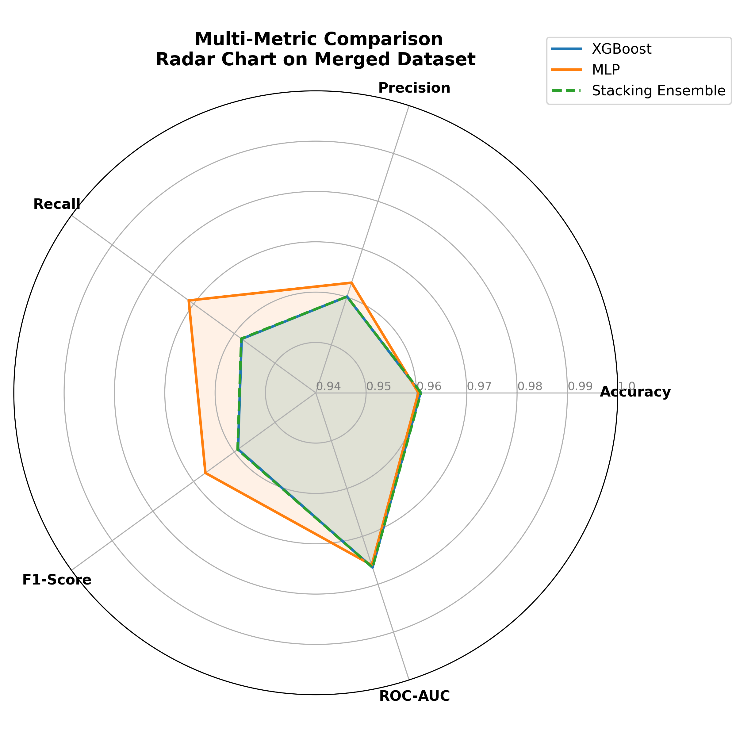 Multi-Metric Comparison
Radar Chart on Merged Dataset
XGBoost
MLP
Stacking Ensemble
Precision
Recall
0.94 0.95 0.96 0.97 0.98 0.99 1.0
Accuracy
F1-Score
ROC-AUC